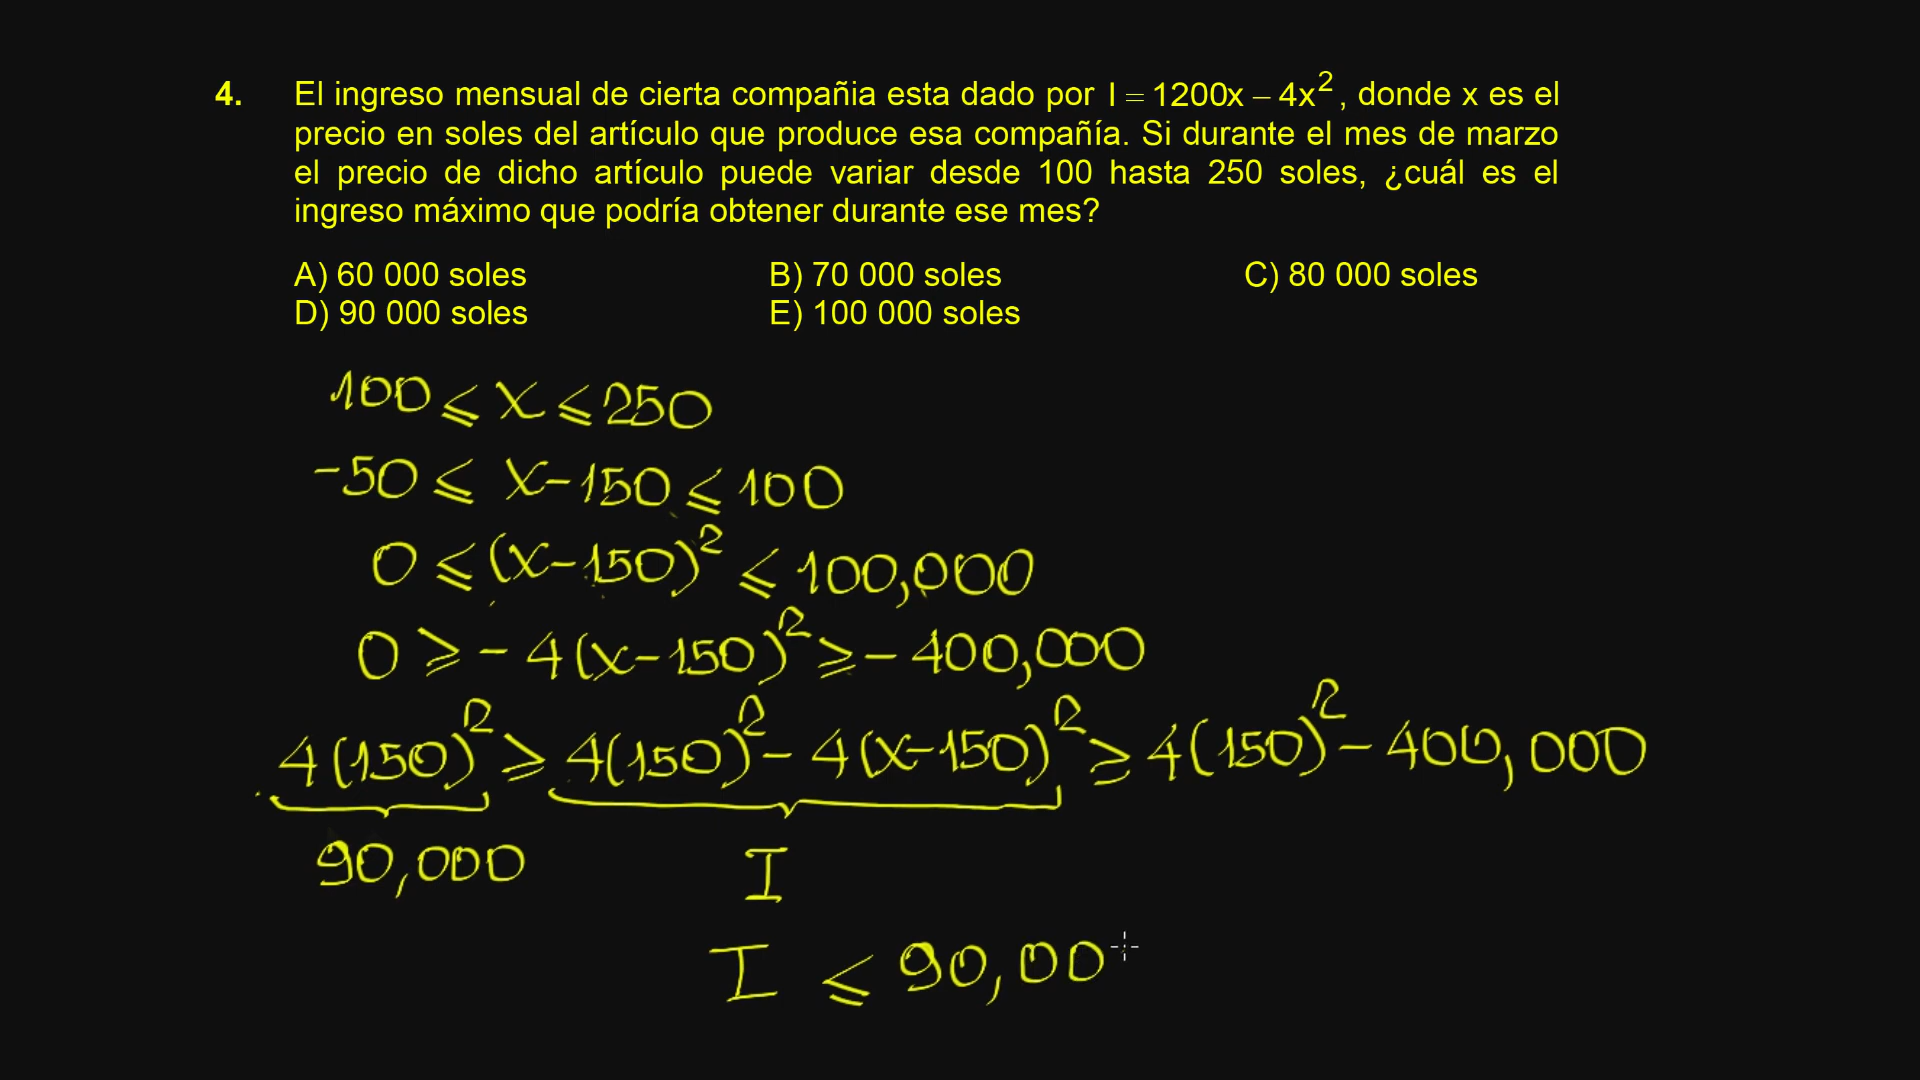 4. El ingreso mensual de cierta compañia esta dado por I = 1200x – 4x², donde x es el
precio en soles del artículo que produce esa compañía. Si durante el mes de marzo
el precio de dicho artículo puede variar desde 100 hasta 250 soles, ¿cuál es el
ingreso máximo que podría obtener durante ese mes?
A) 60 000 soles B) 70 000 soles C) 80 000 soles
D) 90 000 soles E) 100 000 soles
100 ⩽ x ⩽ 250
-50 ⩽ x-150 ⩽ 100
0 ⩽ (x-150)² ⩽ 100,000
0 ⩾ -4(x-150)² ⩾ -400,000
4(150)² ⩾ 4(150)² - 4(x-150)² ⩾ 4(150)² - 400,000
90,000 I
I ⩽ 90,00